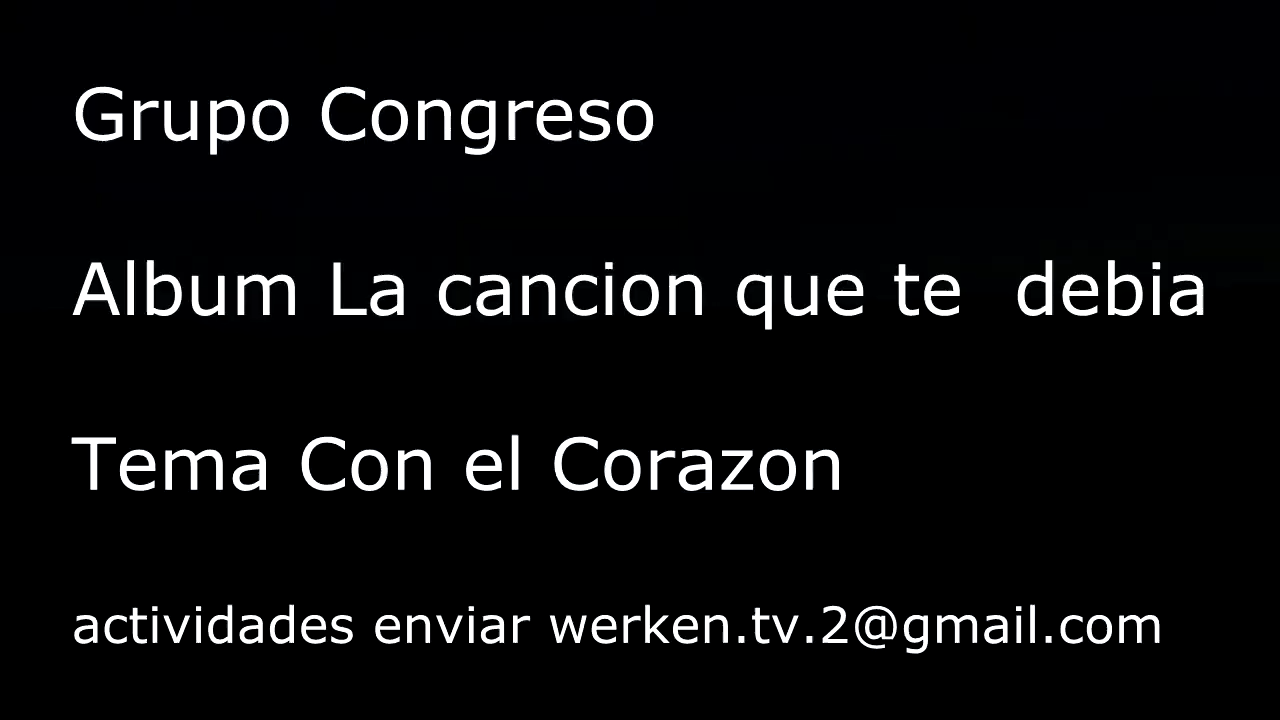 Grupo Congreso
Album La cancion que te  debia
Tema Con el Corazon
actividades enviar werken.tv.2@gmail.com